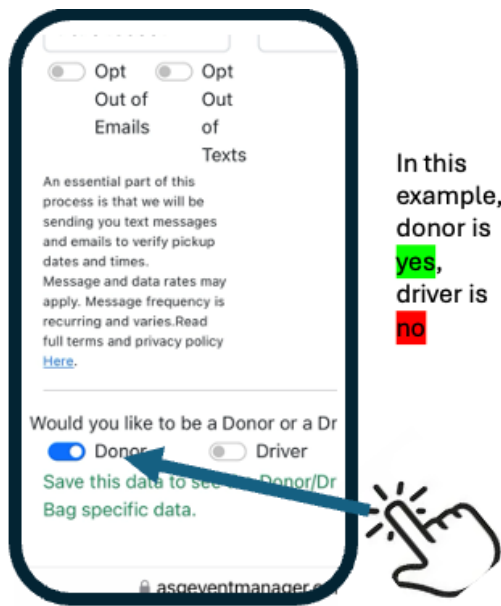 Opt Out of Emails
Opt Out of Texts
An essential part of this
process is that we will be
sending you text messages
and emails to verify pickup
dates and times.
Message and data rates may
apply. Message frequency is
recurring and varies.Read
full terms and privacy policy
Here.
Would you like to be a Donor or a Dr
Donor
Driver
Save this data to see the Donor/Dr
Bag specific data.
In this
example,
donor is
yes,
driver is
no